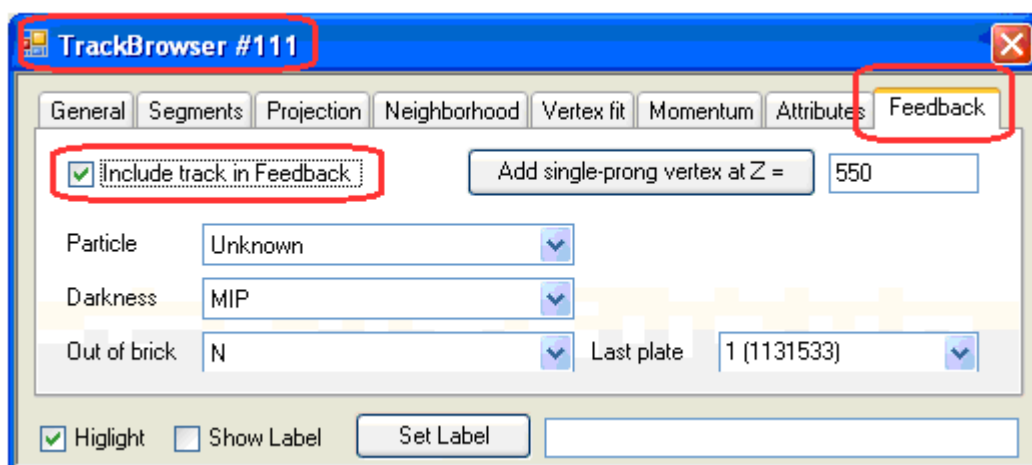 TrackBrowser #111
General Segments Projection Neighborhood Vertex fit Momentum Attributes Feedback
Include track in Feedback Add single-prong vertex at Z = 550
Particle Unknown
Darkness MIP
Out of brick N Last plate 1 (1131533)
Higlight Show Label Set Label